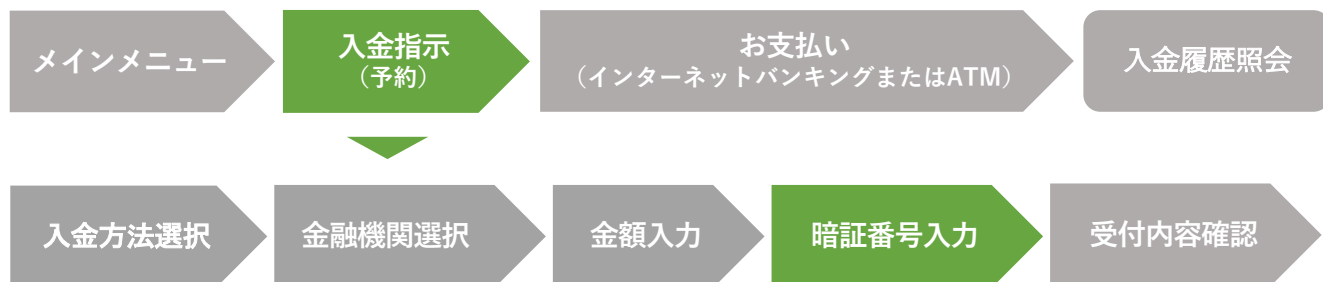 メインメニュー
入金指示
（予約）
お支払い
（インターネットバンキングまたはATM）
入金履歴照会
入金方法選択
金融機関選択
金額入力
暗証番号入力
受付内容確認